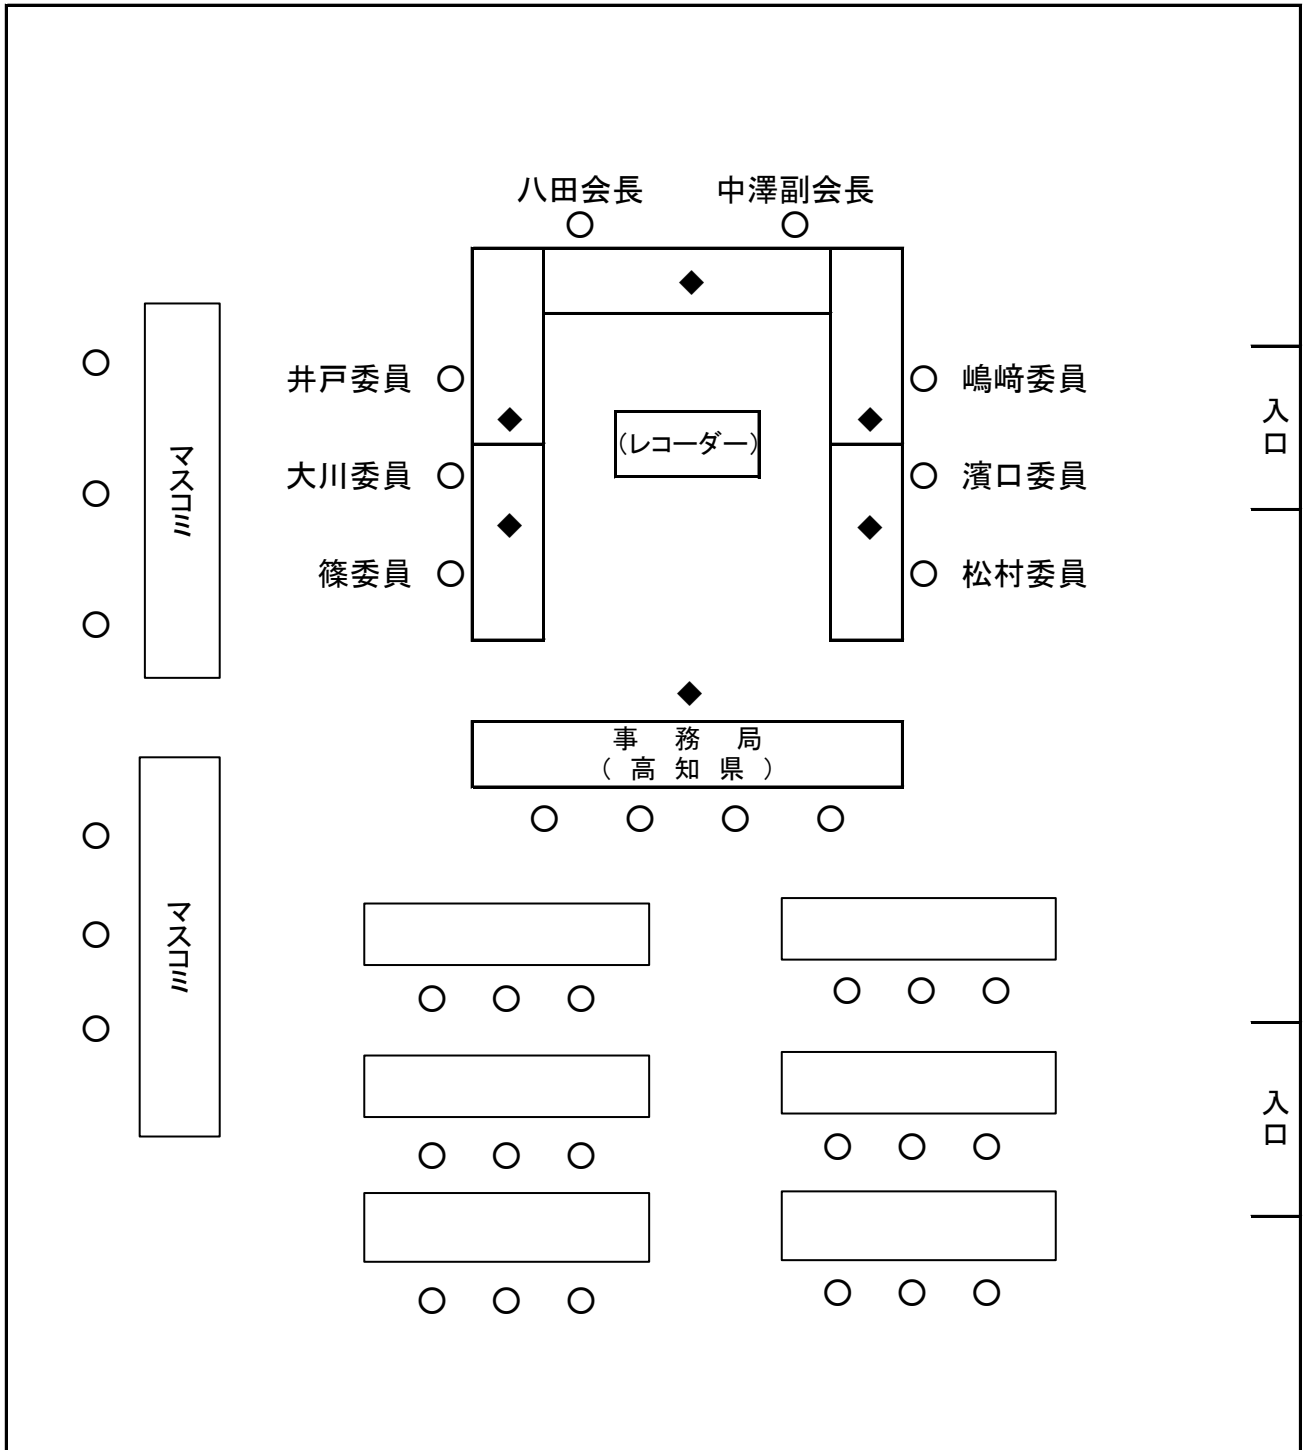 八田会長
中澤副会長
井戸委員
嶋﨑委員
入口
(レコーダー)
マスコミ
大川委員
濱口委員
篠委員
松村委員
事務局
(高知県)
マスコミ
入口